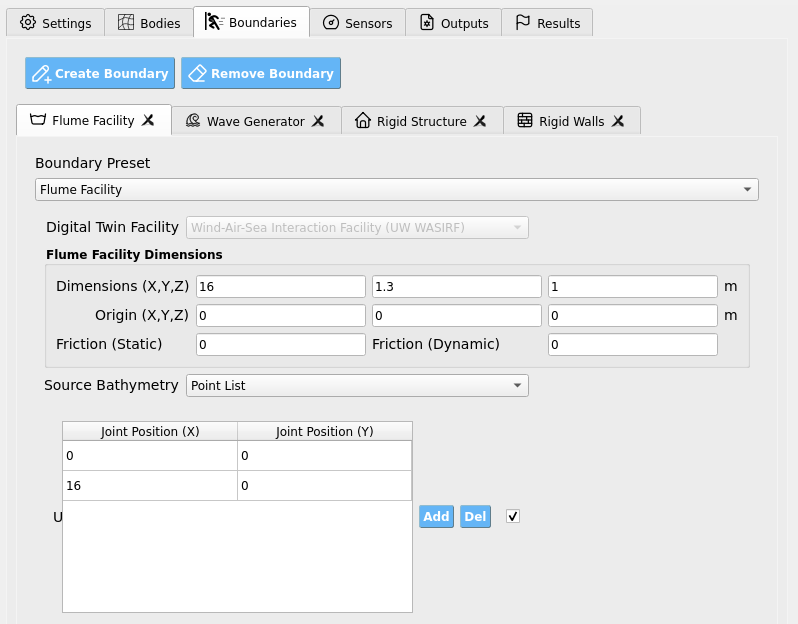 Settings Bodies Boundaries Sensors Outputs Results
Create Boundary Remove Boundary
Flume Facility Wave Generator Rigid Structure Rigid Walls
Boundary Preset
Flume Facility
Digital Twin Facility Wind-Air-Sea Interaction Facility (UW WASIRF)
Flume Facility Dimensions
Dimensions (X,Y,Z) 16 1.3 1 m
Origin (X,Y,Z) 0 0 0 m
Friction (Static) 0 Friction (Dynamic) 0
Source Bathymetry Point List
Joint Position (X) Joint Position (Y)
0 0
16 0
U Add Del